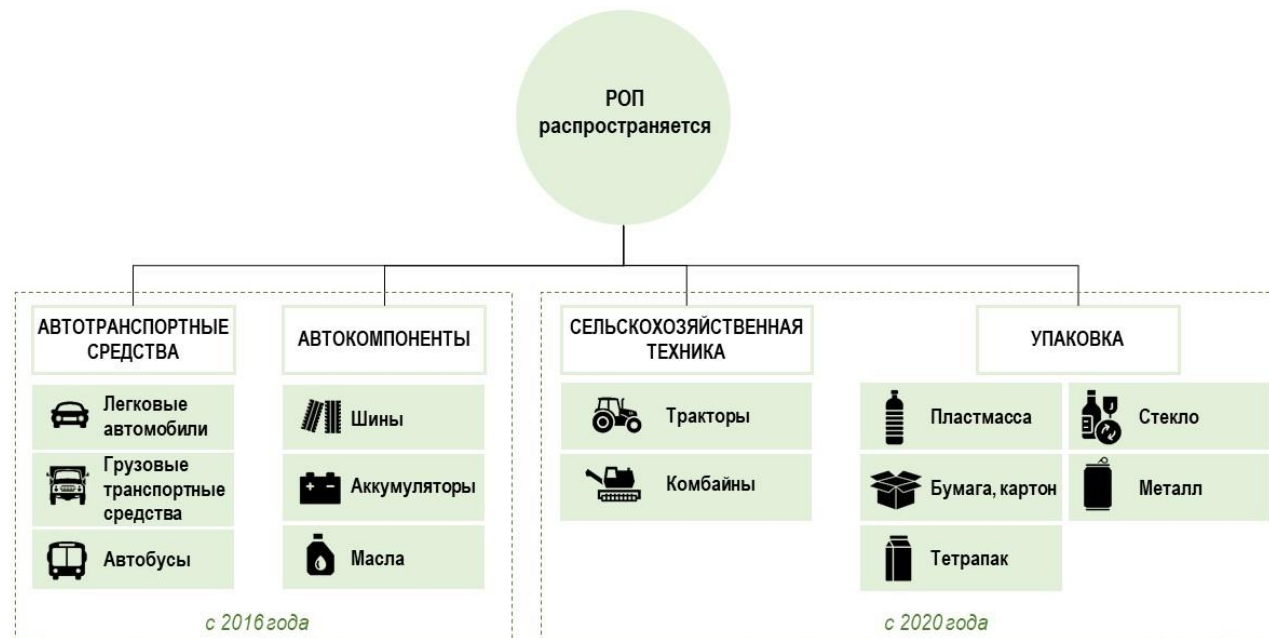 РОП
распространяется
АВТОТРАНСПОРТНЫЕ
СРЕДСТВА
Легковые
автомобили
Грузовые
транспортные
средства
Автобусы
АВТОКОМПОНЕНТЫ
Шины
Аккумуляторы
Масла
с 2016 года
СЕЛЬСКОХОЗЯЙСТВЕННАЯ
ТЕХНИКА
Тракторы
Комбайны
УПАКОВКА
Пластмасса
Стекло
Бумага, картон
Металл
Тетрапак
с 2020 года